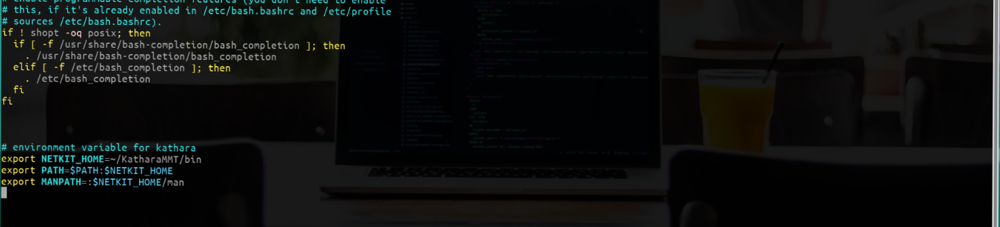 # enable programmable completion features (you don't need to enable
# this, if it's already enabled in /etc/bash.bashrc and /etc/profile
# sources /etc/bash.bashrc).
if ! shopt -oq posix; then
  if [ -f /usr/share/bash-completion/bash_completion ]; then
    . /usr/share/bash-completion/bash_completion
  elif [ -f /etc/bash_completion ]; then
    . /etc/bash_completion
  fi
fi
# environment variable for kathara
export NETKIT_HOME=~/KatharaMMT/bin
export PATH=$PATH:$NETKIT_HOME
export MANPATH=:$NETKIT_HOME/man